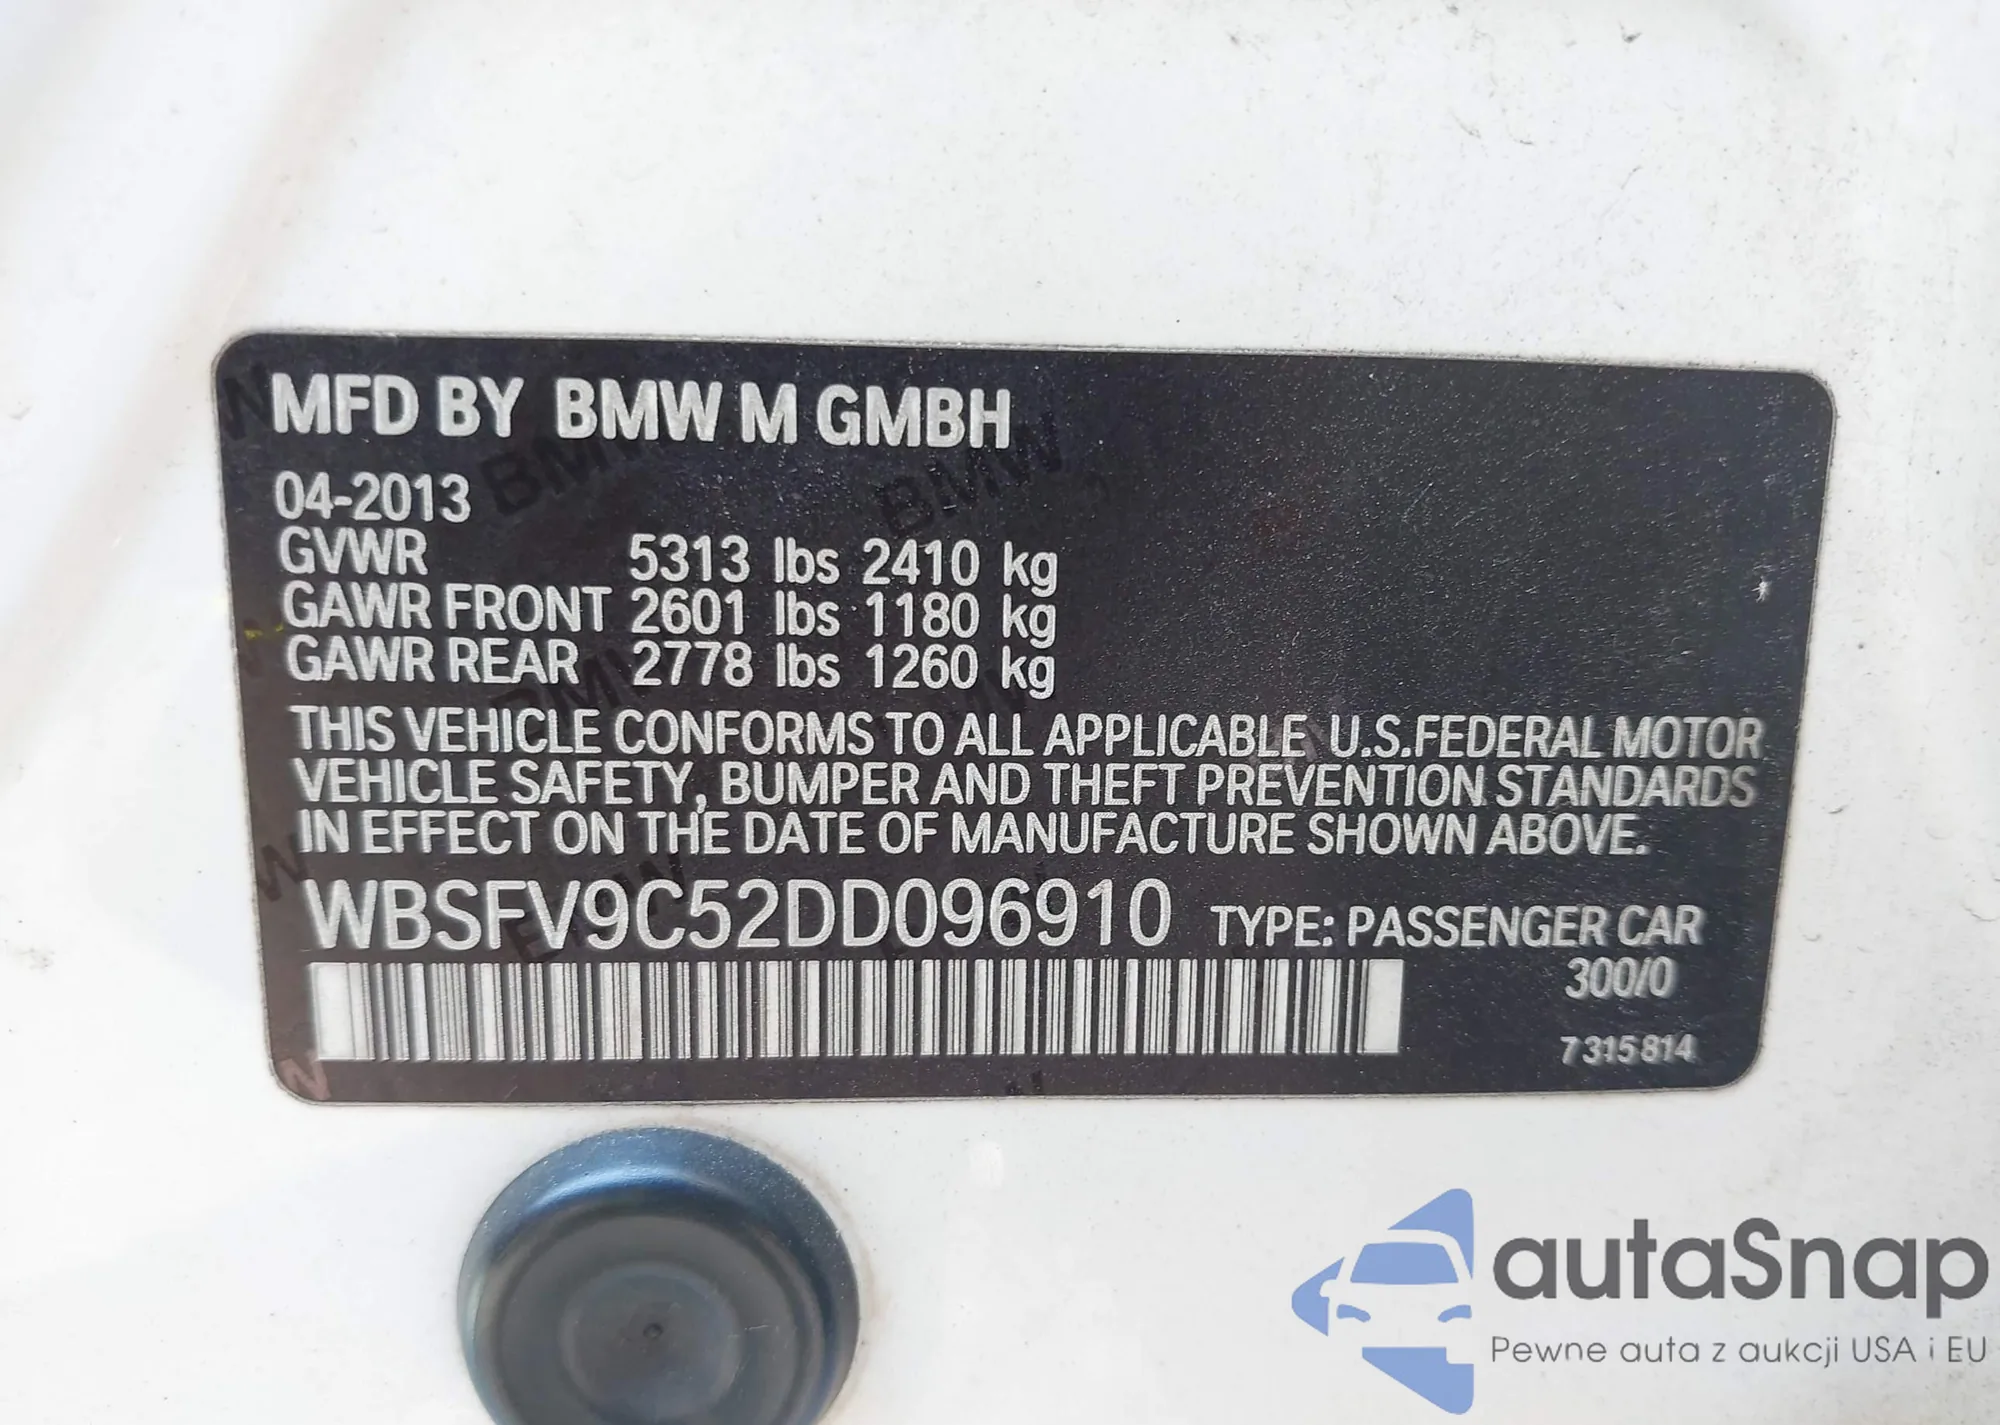 MFD BY BMW M GMBH
04-2013
GVWR 5313 lbs 2410 kg
GAWR FRONT 2601 lbs 1180 kg
GAWR REAR 2778 lbs 1260 kg
THIS VEHICLE CONFORMS TO ALL APPLICABLE U.S.FEDERAL MOTOR
VEHICLE SAFETY, BUMPER AND THEFT PREVENTION STANDARDS
IN EFFECT ON THE DATE OF MANUFACTURE SHOWN ABOVE.
WBSFV9C52DD096910 TYPE: PASSENGER CAR
300/0
7315814
autaSnap
Pewne auta z aukcji USA i EU